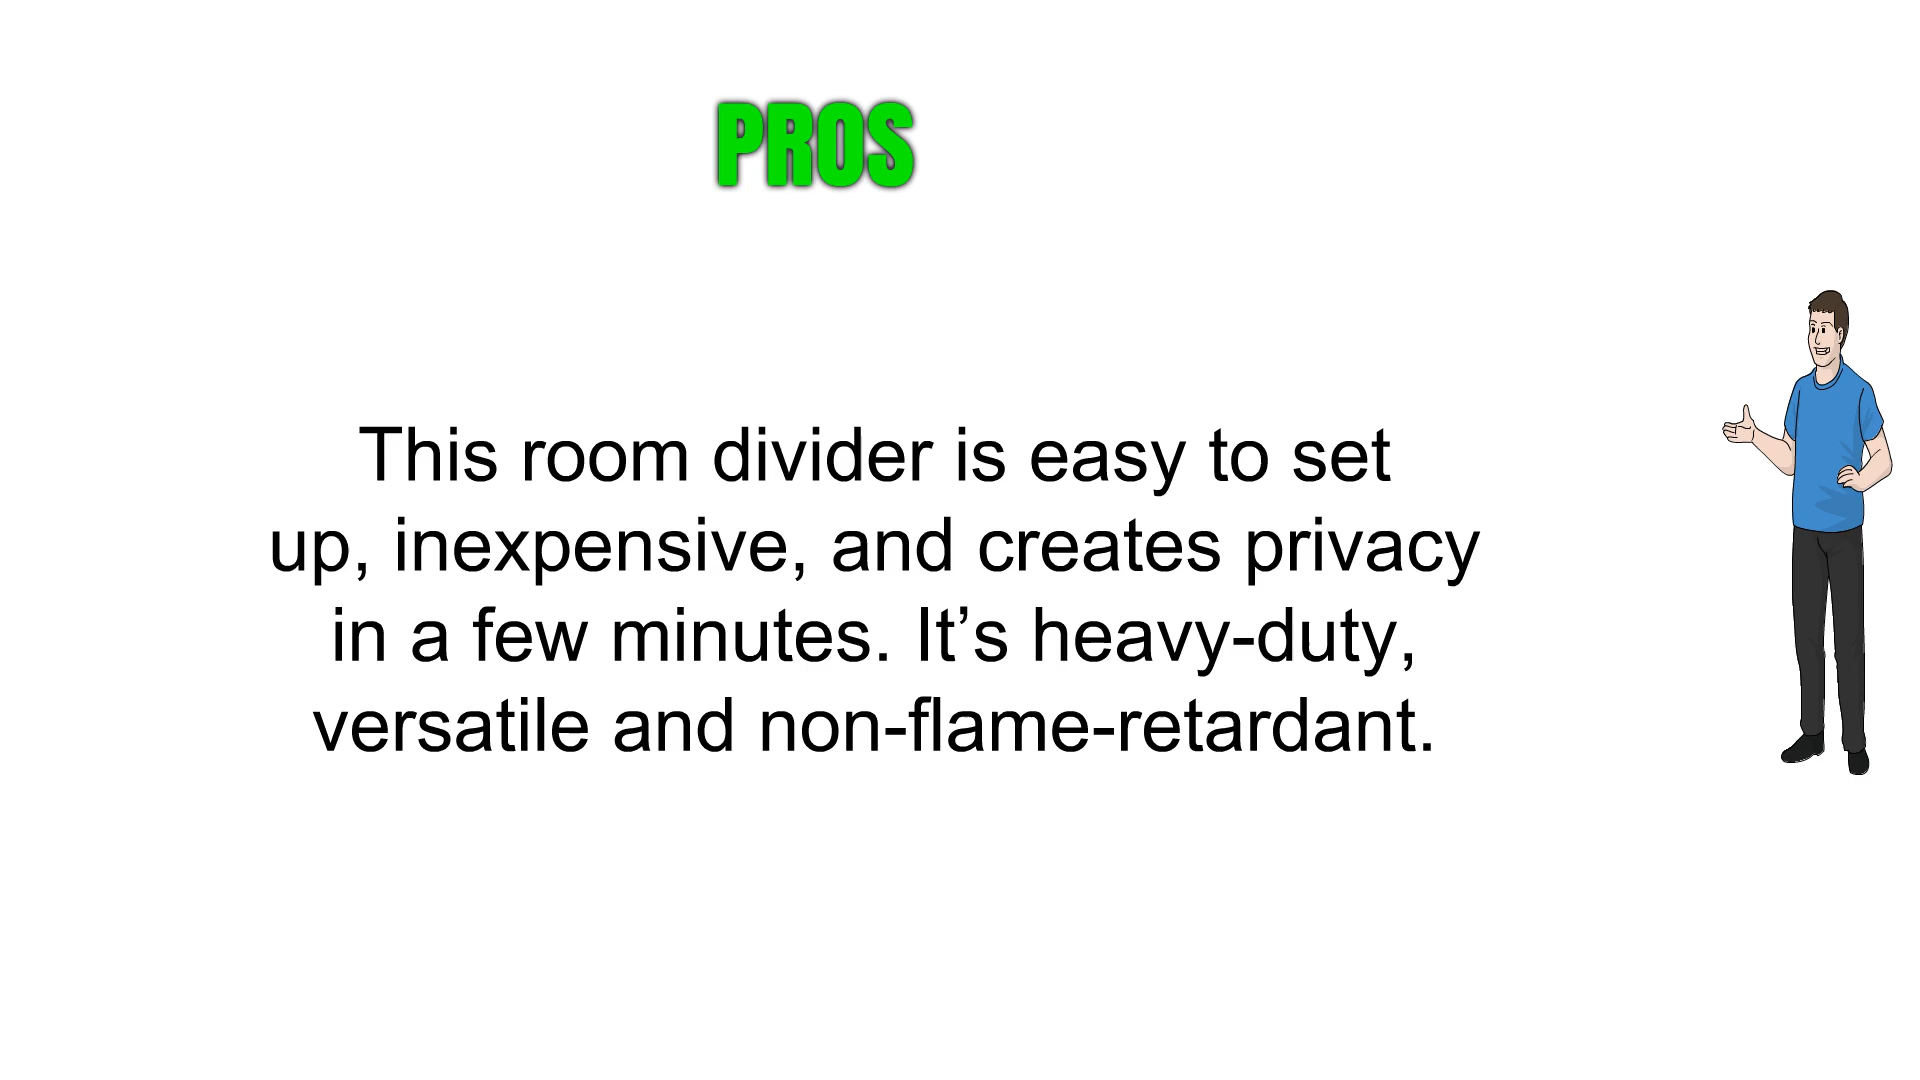 PROS
This room divider is easy to set
up, inexpensive, and creates privacy
in a few minutes. It’s heavy-duty,
versatile and non-flame-retardant.